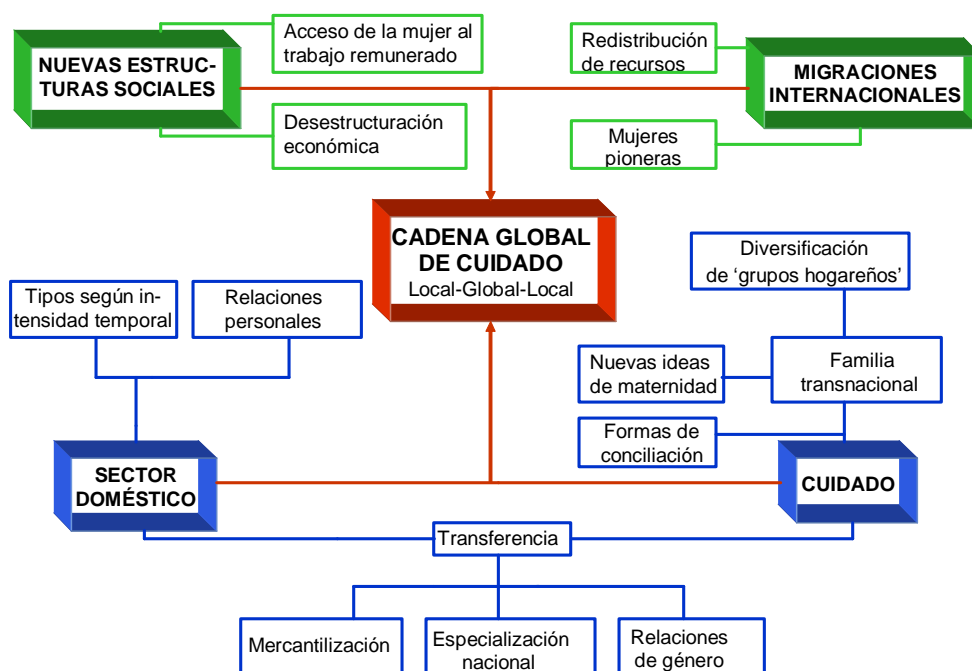 Acceso de la mujer al
trabajo remunerado
NUEVAS ESTRUC-
TURAS SOCIALES
Desestructuración
económica
Redistribución
de recursos
MIGRACIONES
INTERNACIONALES
Mujeres
pioneras
CADENA GLOBAL
DE CUIDADO
Local-Global-Local
Tipos según in-
tensidad temporal
Relaciones
personales
Diversificación
de ‘grupos hogareños’
Nuevas ideas
de maternidad
Familia
transnacional
Formas de
conciliación
SECTOR
DOMÉSTICO
CUIDADO
Transferencia
Mercantilización
Especialización
nacional
Relaciones
de género